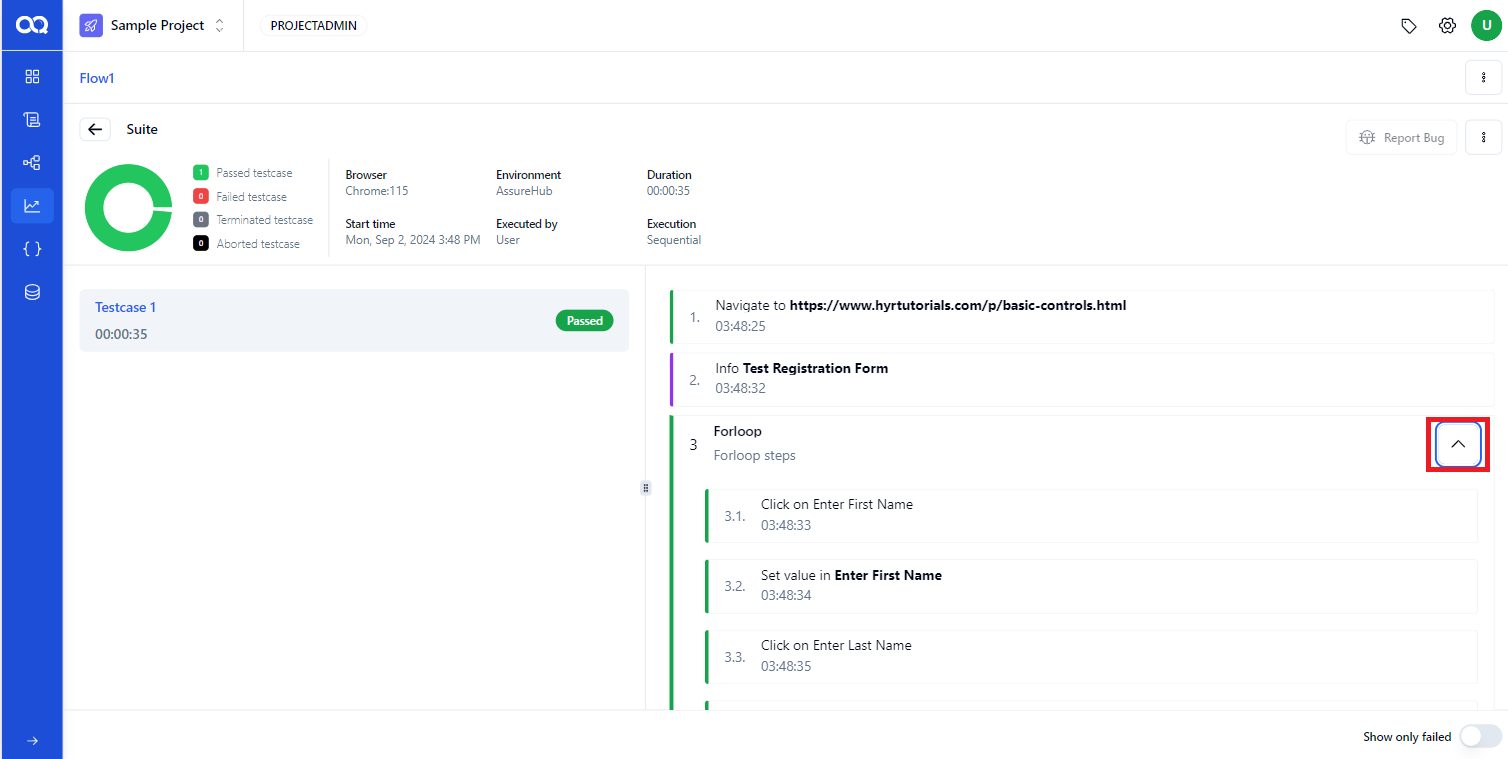 Sample Project
PROJECTADMIN
U
Flow1
Suite
Report Bug
1 Passed testcase
0 Failed testcase
0 Terminated testcase
0 Aborted testcase
Browser
Chrome:115
Environment
AssureHub
Duration
00:00:35
Start time
Mon, Sep 2, 2024 3:48 PM
Executed by
User
Execution
Sequential
Testcase 1
00:00:35
Passed
1. Navigate to https://www.hyrtutorials.com/p/basic-controls.html
03:48:25
2. Info Test Registration Form
03:48:32
3 Forloop
Forloop steps
3.1. Click on Enter First Name
03:48:33
3.2. Set value in Enter First Name
03:48:34
3.3. Click on Enter Last Name
03:48:35
Show only failed